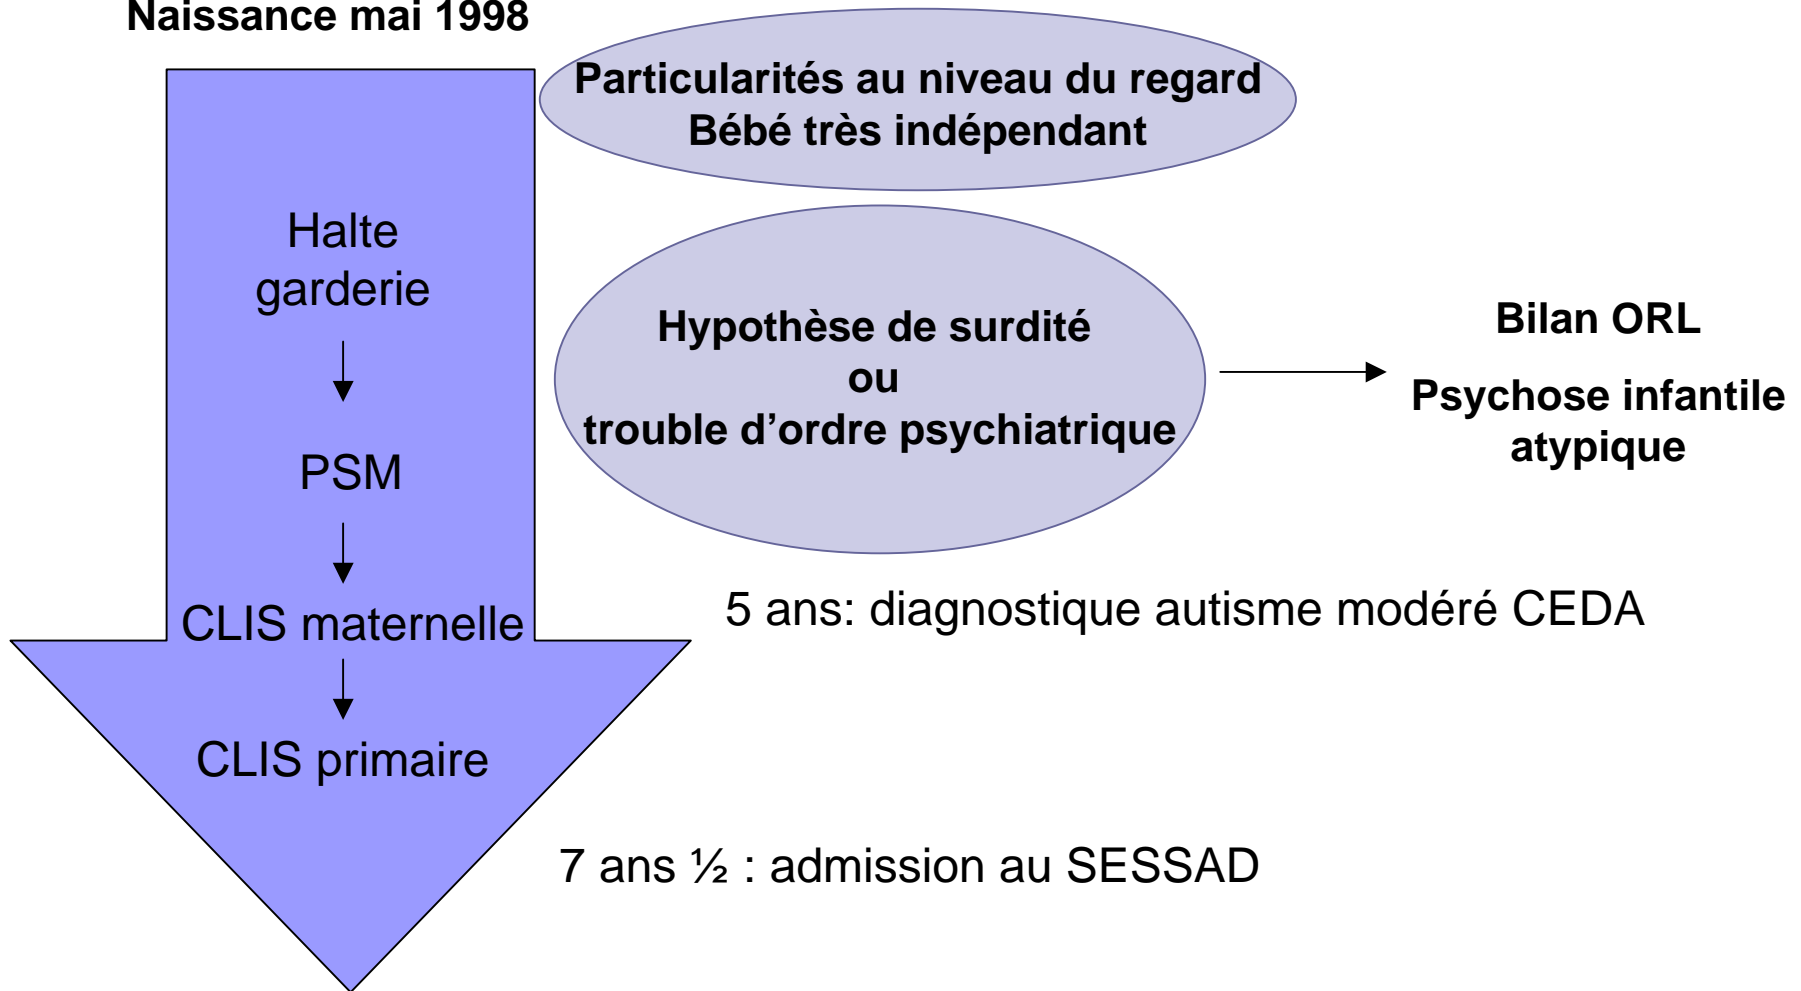 Naissance mai 1998
Particularités au niveau du regard
Bébé très indépendant
Halte
garderie
Hypothèse de surdité
ou
trouble d'ordre psychiatrique
Bilan ORL
Psychose infantile
atypique
PSM
CLIS maternelle
5 ans: diagnostique autisme modéré CEDA
CLIS primaire
7 ans ½ : admission au SESSAD